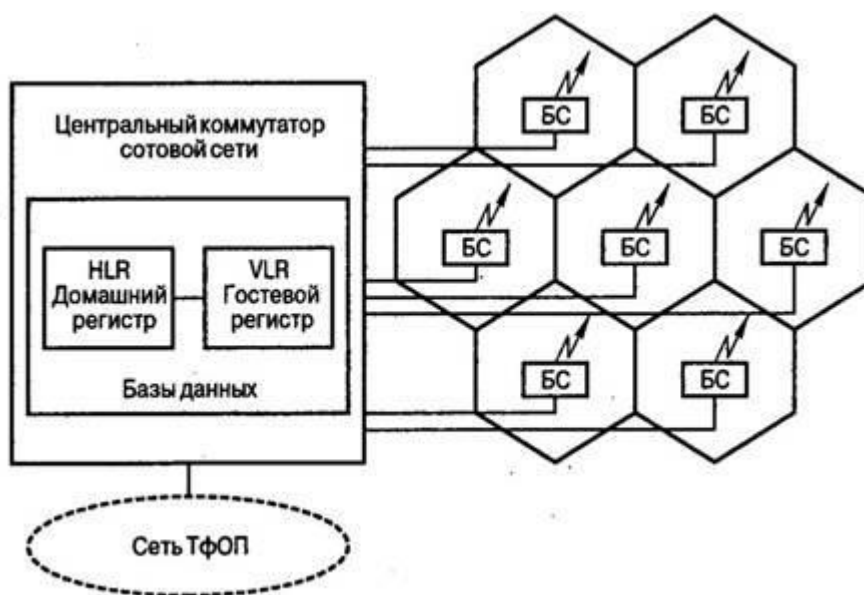 Центральный коммутатор
сотовой сети
HLR
Домашний
регистр
VLR
Гостевой
регистр
Базы данных
Сеть ТфОП
БС
БС
БС
БС
БС
БС
БС